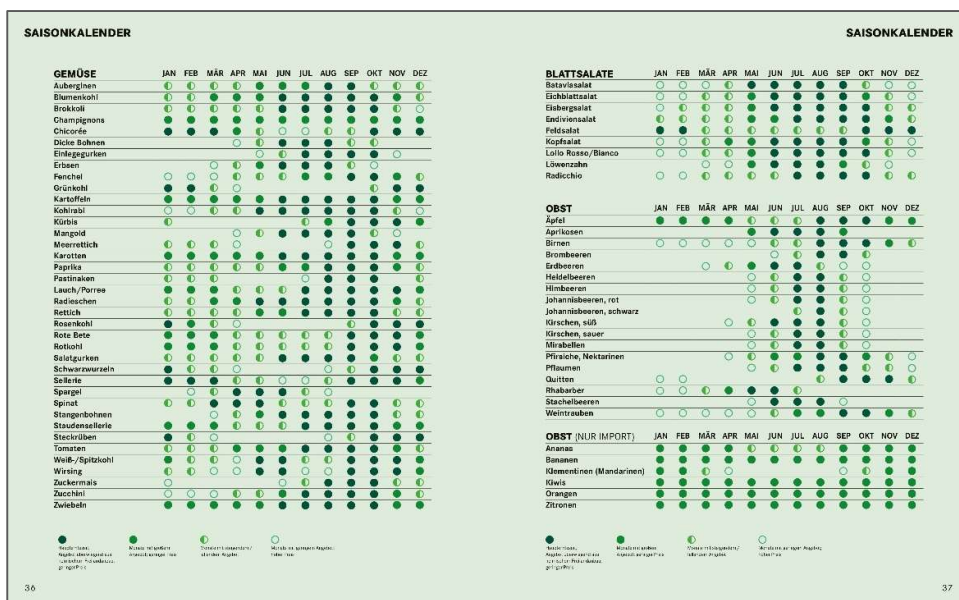 SAISONKALENDER
SAISONKALENDER
GEMÜSE JAN FEB MÄR APR MAI JUN JUL AUG SEP OKT NOV DEZ
Auberginen
Blumenkohl
Brokkoli
Champignons
Chicorée
Dicke Bohnen
Einlegegurken
Erbsen
Fenchel
Grünkohl
Kartoffeln
Kohlrabi
Kürbis
Mangold
Meerrettich
Karotten
Paprika
Pastinaken
Lauch/Porree
Radieschen
Rettich
Rosenkohl
Rote Bete
Rotkohl
Salatgurken
Schwarzwurzeln
Sellerie
Spargel
Spinat
Stangenbohnen
Staudensellerie
Steckrüben
Tomaten
Weiß-/Spitzkohl
Wirsing
Zuckermais
Zucchini
Zwiebeln
36
BLATTSALATE JAN FEB MÄR APR MAI JUN JUL AUG SEP OKT NOV DEZ
Bataviasalat
Eichblattsalat
Eisbergsalat
Endiviensalat
Feldsalat
Kopfsalat
Lollo Rosso/Bianco
Löwenzahn
Radicchio
OBST JAN FEB MÄR APR MAI JUN JUL AUG SEP OKT NOV DEZ
Äpfel
Aprikosen
Birnen
Brombeeren
Erdbeeren
Heidelbeeren
Himbeeren
Johannisbeeren, rot
Johannisbeeren, schwarz
Kirschen, süß
Kirschen, sauer
Mirabellen
Pfirsiche, Nektarinen
Pflaumen
Quitten
Rhabarber
Stachelbeeren
Weintrauben
OBST (NUR IMPORT) JAN FEB MÄR APR MAI JUN JUL AUG SEP OKT NOV DEZ
Ananas
Bananen
Klementinen (Mandarinen)
Kiwis
Orangen
Zitronen
37